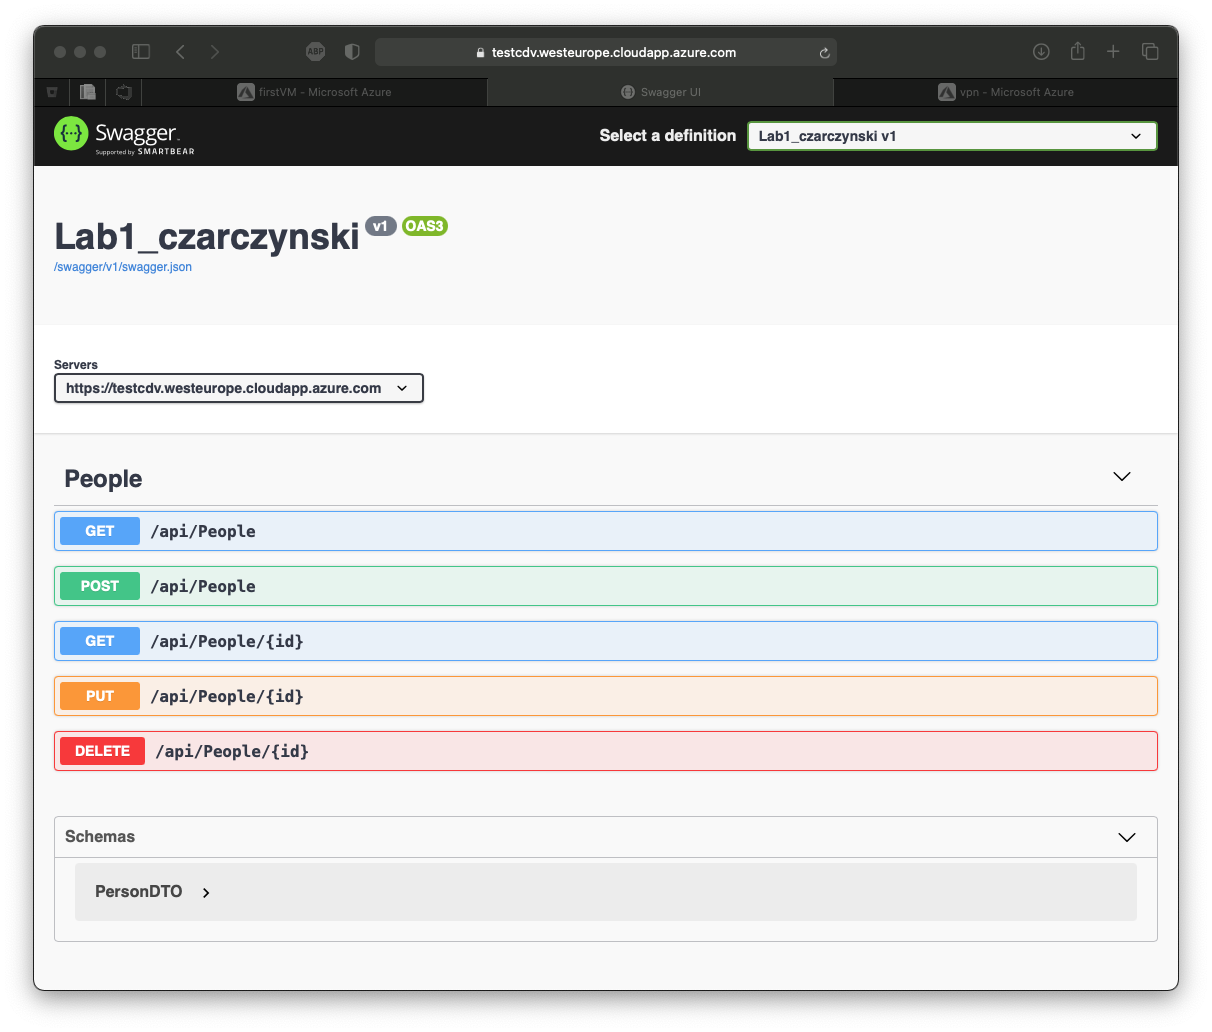 ABP
testcdv.westeurope.cloudapp.azure.com
firstVM – Microsoft Azure
Swagger UI
vpn – Microsoft Azure
{··}
Swagger.
Supported by SMARTBEAR
Select a definition
Lab1_czarczynski v1
Lab1_czarczynski v1 OAS3
/swagger/v1/swagger.json
Servers
https://testcdv.westeurope.cloudapp.azure.com
People
GET /api/People
POST /api/People
GET /api/People/{id}
PUT /api/People/{id}
DELETE /api/People/{id}
Schemas
PersonDTO